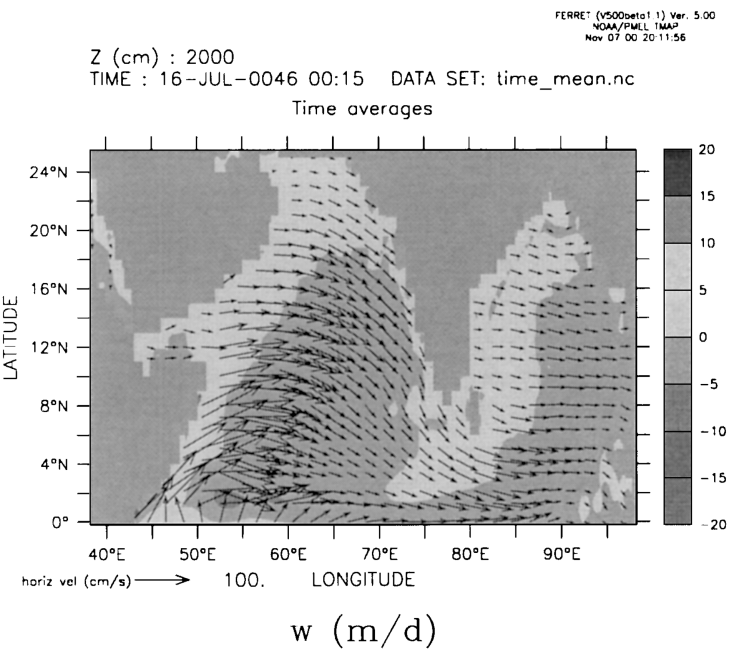 FERRET (V500beta1 1) Ver. 5.00
NOAA/PMEL TMAP
Nov 07 00 20:11:56
Z (cm) : 2000
TIME : 16-JUL-0046 00:15 DATA SET: time_mean.nc
Time averages
24°N
20°N
16°N
12°N
8°N
4°N
0°
LATITUDE
40°E 50°E 60°E 70°E 80°E 90°E
LONGITUDE
20
15
10
5
0
-5
-10
-15
-20
horiz vel (cm/s) 100.
w (m/d)